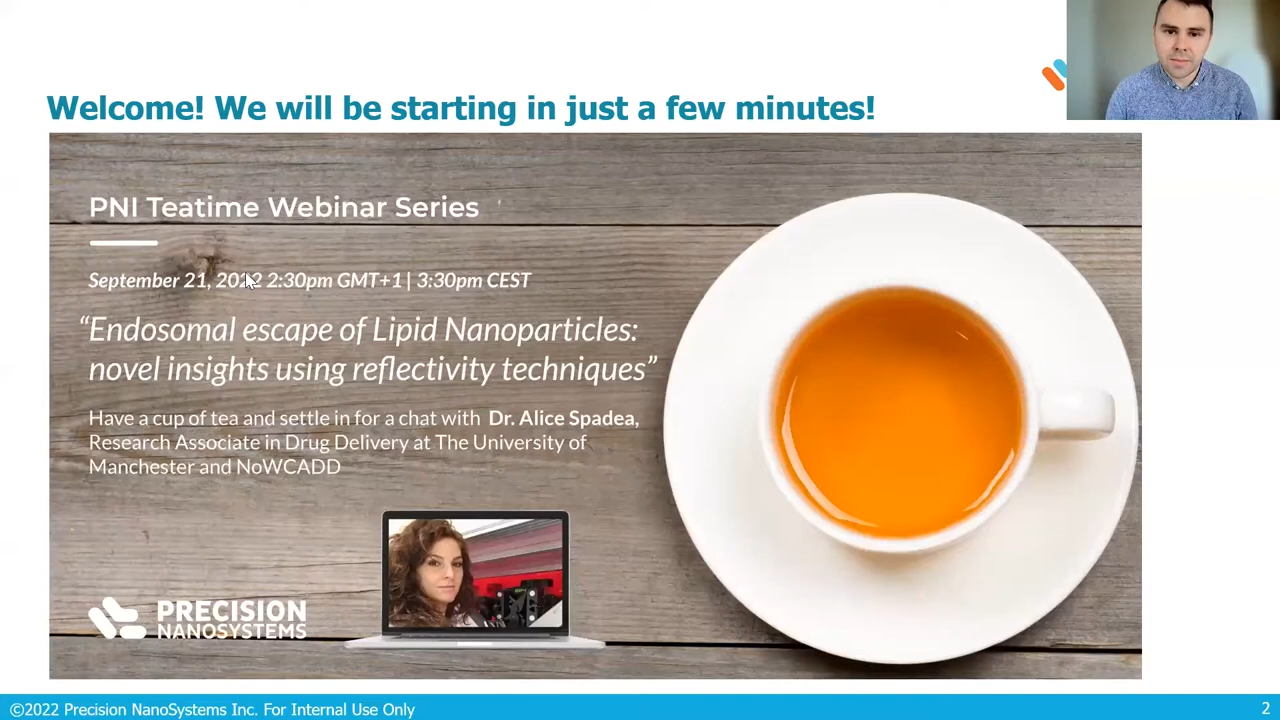 Welcome! We will be starting in just a few minutes!
PNI Teatime Webinar Series
September 21, 2022 2:30pm GMT+1 | 3:30pm CEST
“Endosomal escape of Lipid Nanoparticles:
novel insights using reflectivity techniques”
Have a cup of tea and settle in for a chat with Dr. Alice Spadea,
Research Associate in Drug Delivery at The University of
Manchester and NoWCADD
PRECISION
NANOSYSTEMS
©2022 Precision NanoSystems Inc. For Internal Use Only
2